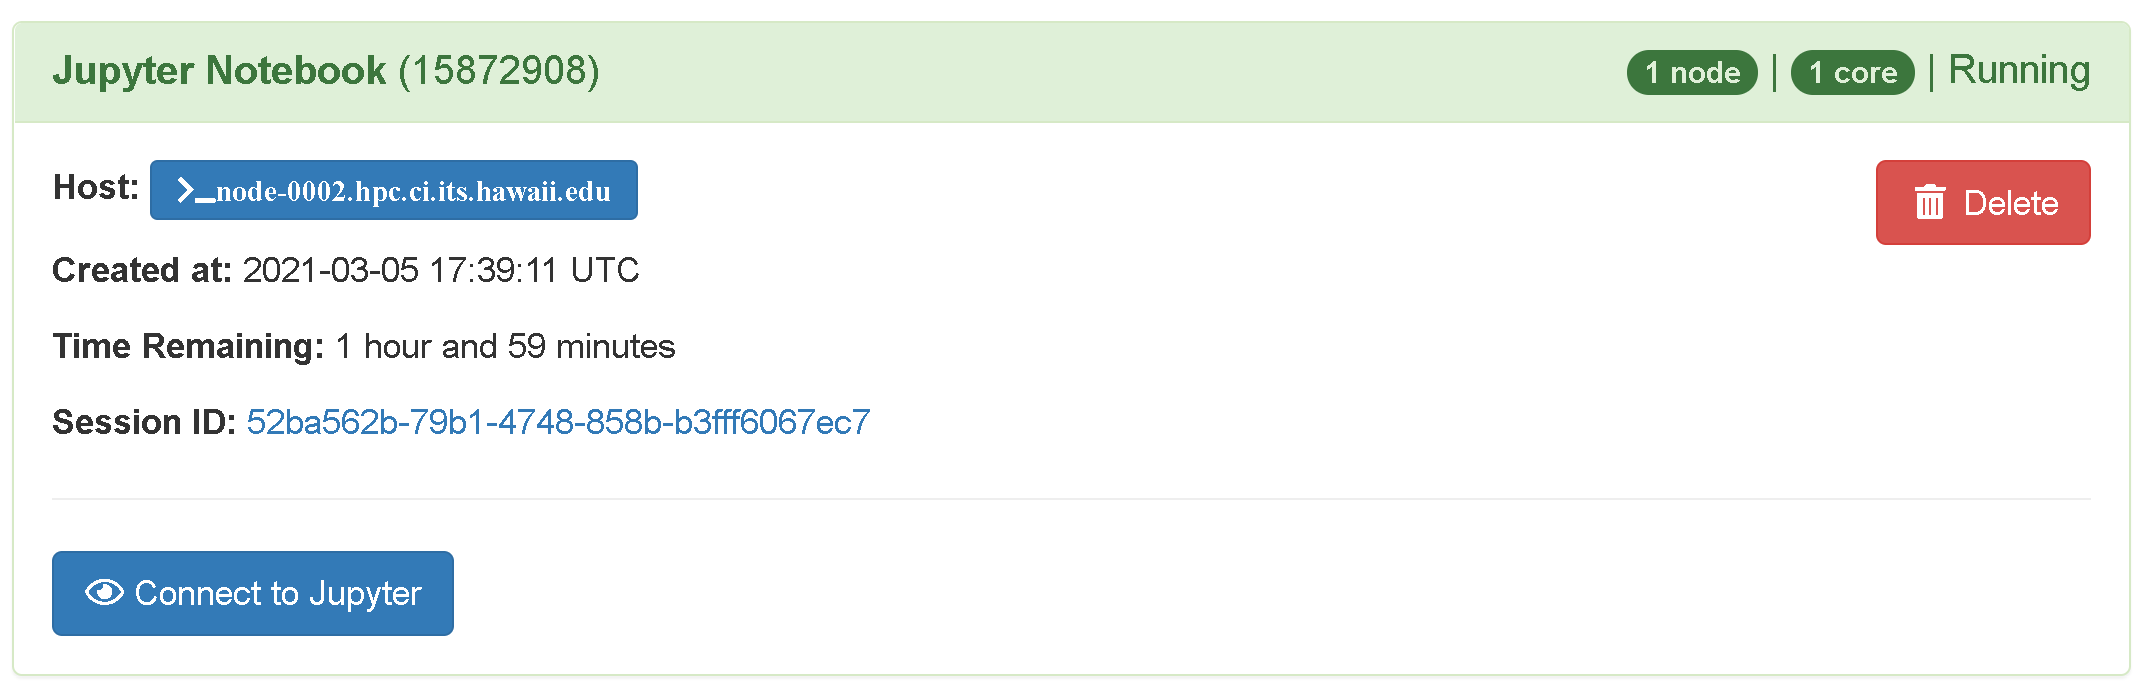 Jupyter Notebook (15872908) 1 node | 1 core | Running
Host: >_node-0002.hpc.ci.its.hawaii.edu Delete
Created at: 2021-03-05 17:39:11 UTC
Time Remaining: 1 hour and 59 minutes
Session ID: 52ba562b-79b1-4748-858b-b3fff6067ec7
Connect to Jupyter